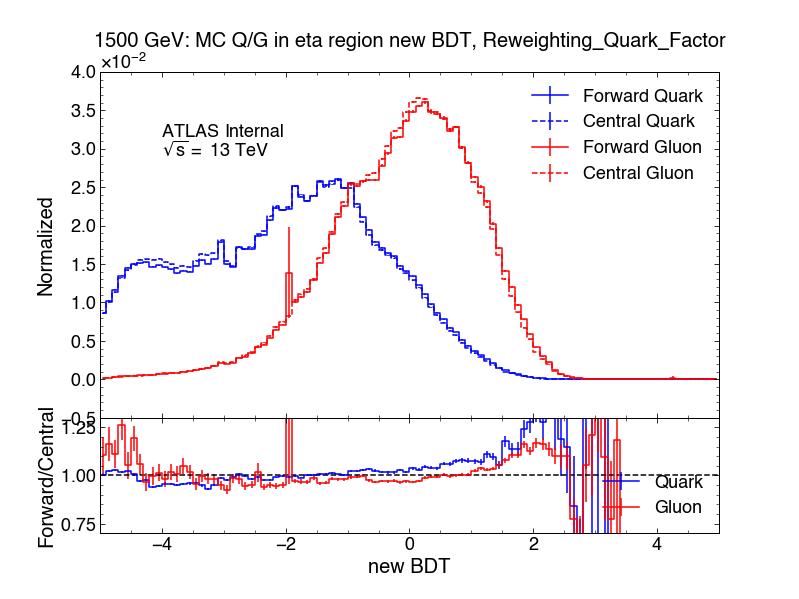 1500 GeV: MC Q/G in eta region new BDT, Reweighting_Quark_Factor
×10⁻²
4.0
3.5
3.0
2.5
2.0
1.5
1.0
0.5
0.0
Normalized
ATLAS Internal
√s = 13 TeV
Forward Quark
Central Quark
Forward Gluon
Central Gluon
−0.5
1.25
1.00
0.75
Forward/Central
Quark
Gluon
−4
−2
0
2
4
new BDT